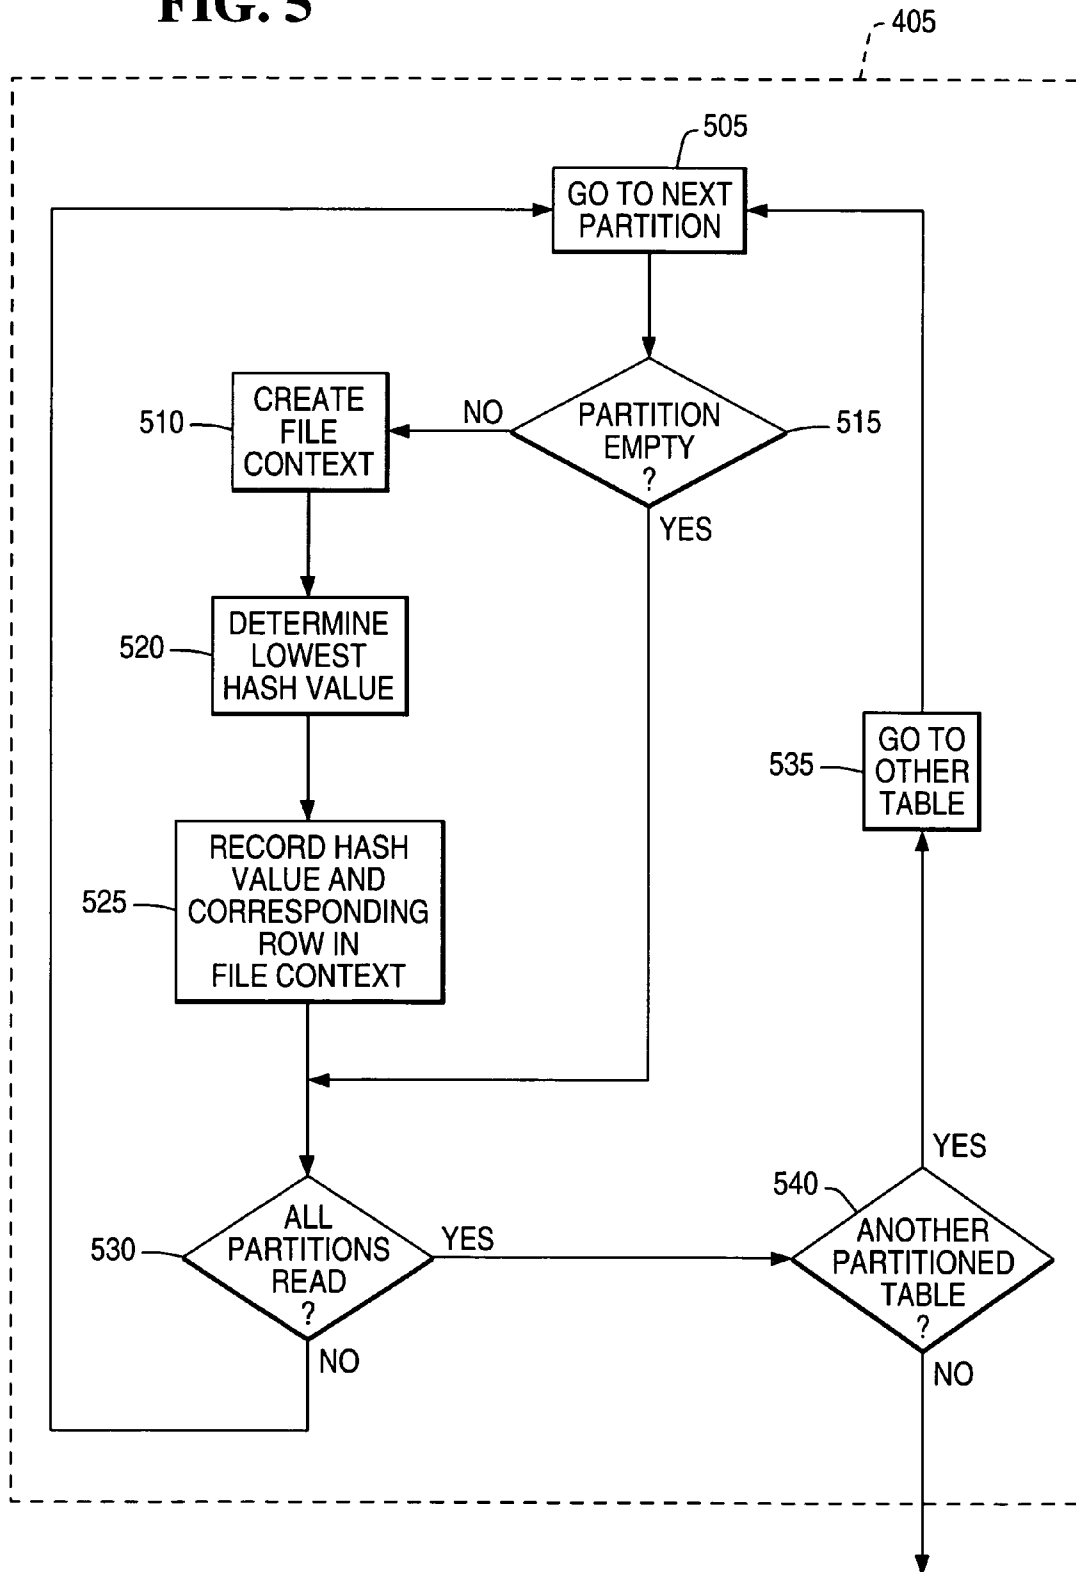 FIG. 5
405
505
GO TO NEXT
PARTITION
510
CREATE
FILE
CONTEXT
NO
PARTITION
EMPTY
?
515
YES
520
DETERMINE
LOWEST
HASH VALUE
535
GO TO
OTHER
TABLE
525
RECORD HASH
VALUE AND
CORRESPONDING
ROW IN
FILE CONTEXT
530
ALL
PARTITIONS
READ
?
YES
NO
540
YES
ANOTHER
PARTITIONED
TABLE
?
NO